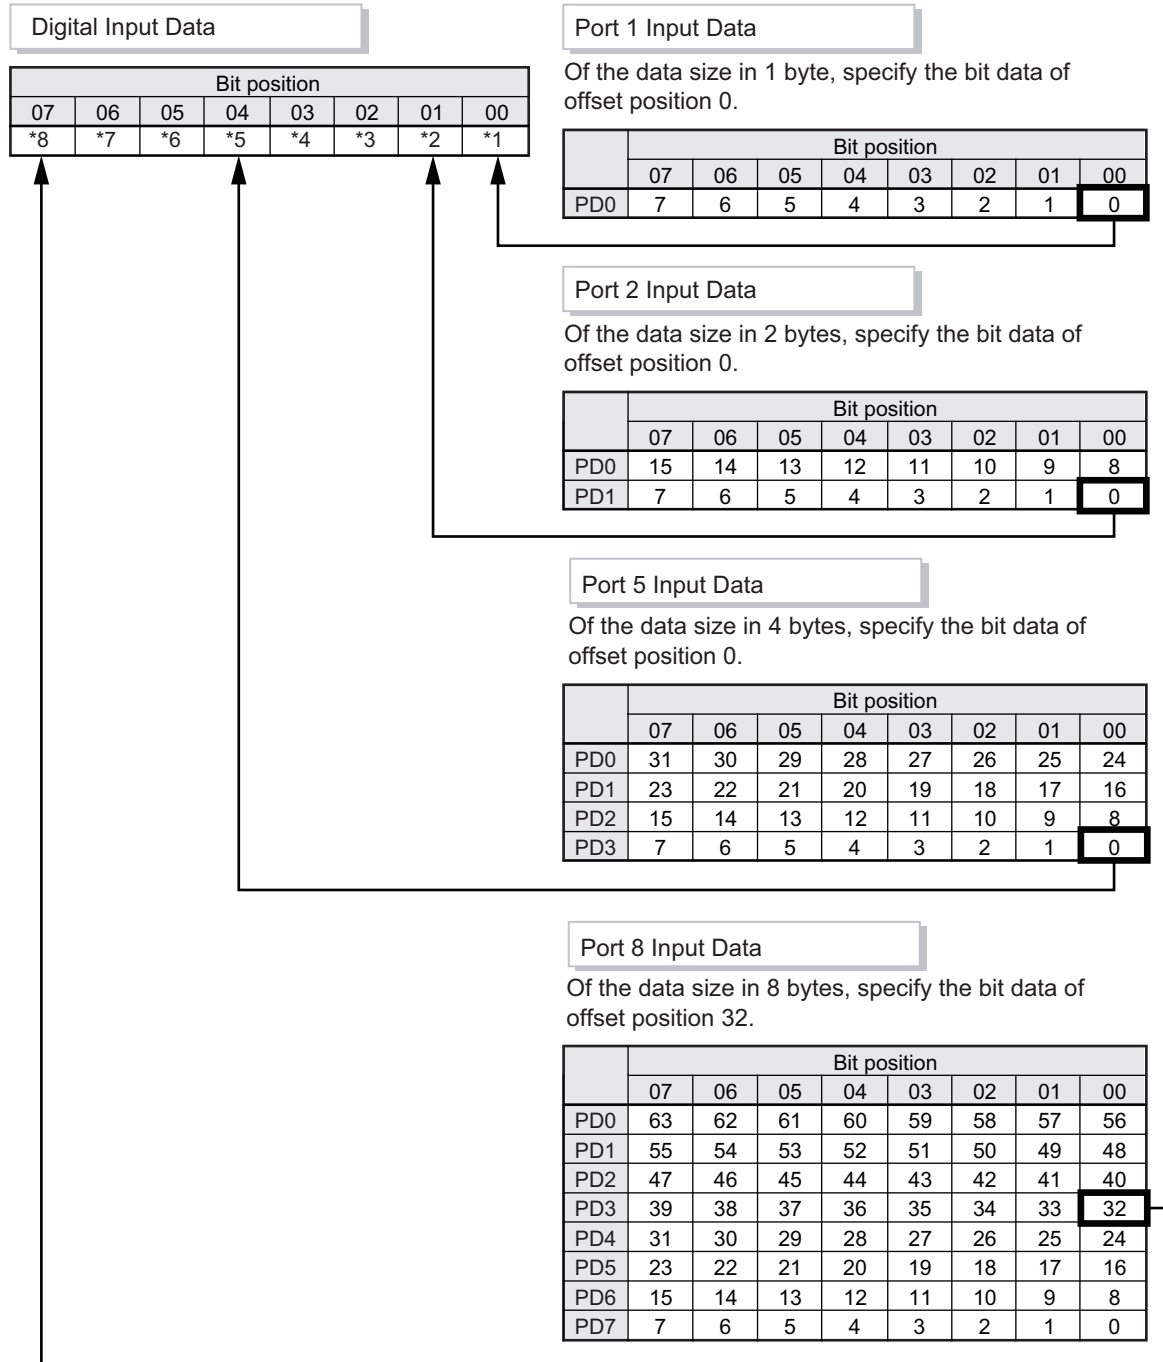 Digital Input Data
Bit position
07 06 05 04 03 02 01 00
*8 *7 *6 *5 *4 *3 *2 *1
Port 1 Input Data
Of the data size in 1 byte, specify the bit data of
offset position 0.
Bit position
07 06 05 04 03 02 01 00
PD0 7 6 5 4 3 2 1 0
Port 2 Input Data
Of the data size in 2 bytes, specify the bit data of
offset position 0.
Bit position
07 06 05 04 03 02 01 00
PD0 15 14 13 12 11 10 9 8
PD1 7 6 5 4 3 2 1 0
Port 5 Input Data
Of the data size in 4 bytes, specify the bit data of
offset position 0.
Bit position
07 06 05 04 03 02 01 00
PD0 31 30 29 28 27 26 25 24
PD1 23 22 21 20 19 18 17 16
PD2 15 14 13 12 11 10 9 8
PD3 7 6 5 4 3 2 1 0
Port 8 Input Data
Of the data size in 8 bytes, specify the bit data of
offset position 32.
Bit position
07 06 05 04 03 02 01 00
PD0 63 62 61 60 59 58 57 56
PD1 55 54 53 52 51 50 49 48
PD2 47 46 45 44 43 42 41 40
PD3 39 38 37 36 35 34 33 32
PD4 31 30 29 28 27 26 25 24
PD5 23 22 21 20 19 18 17 16
PD6 15 14 13 12 11 10 9 8
PD7 7 6 5 4 3 2 1 0